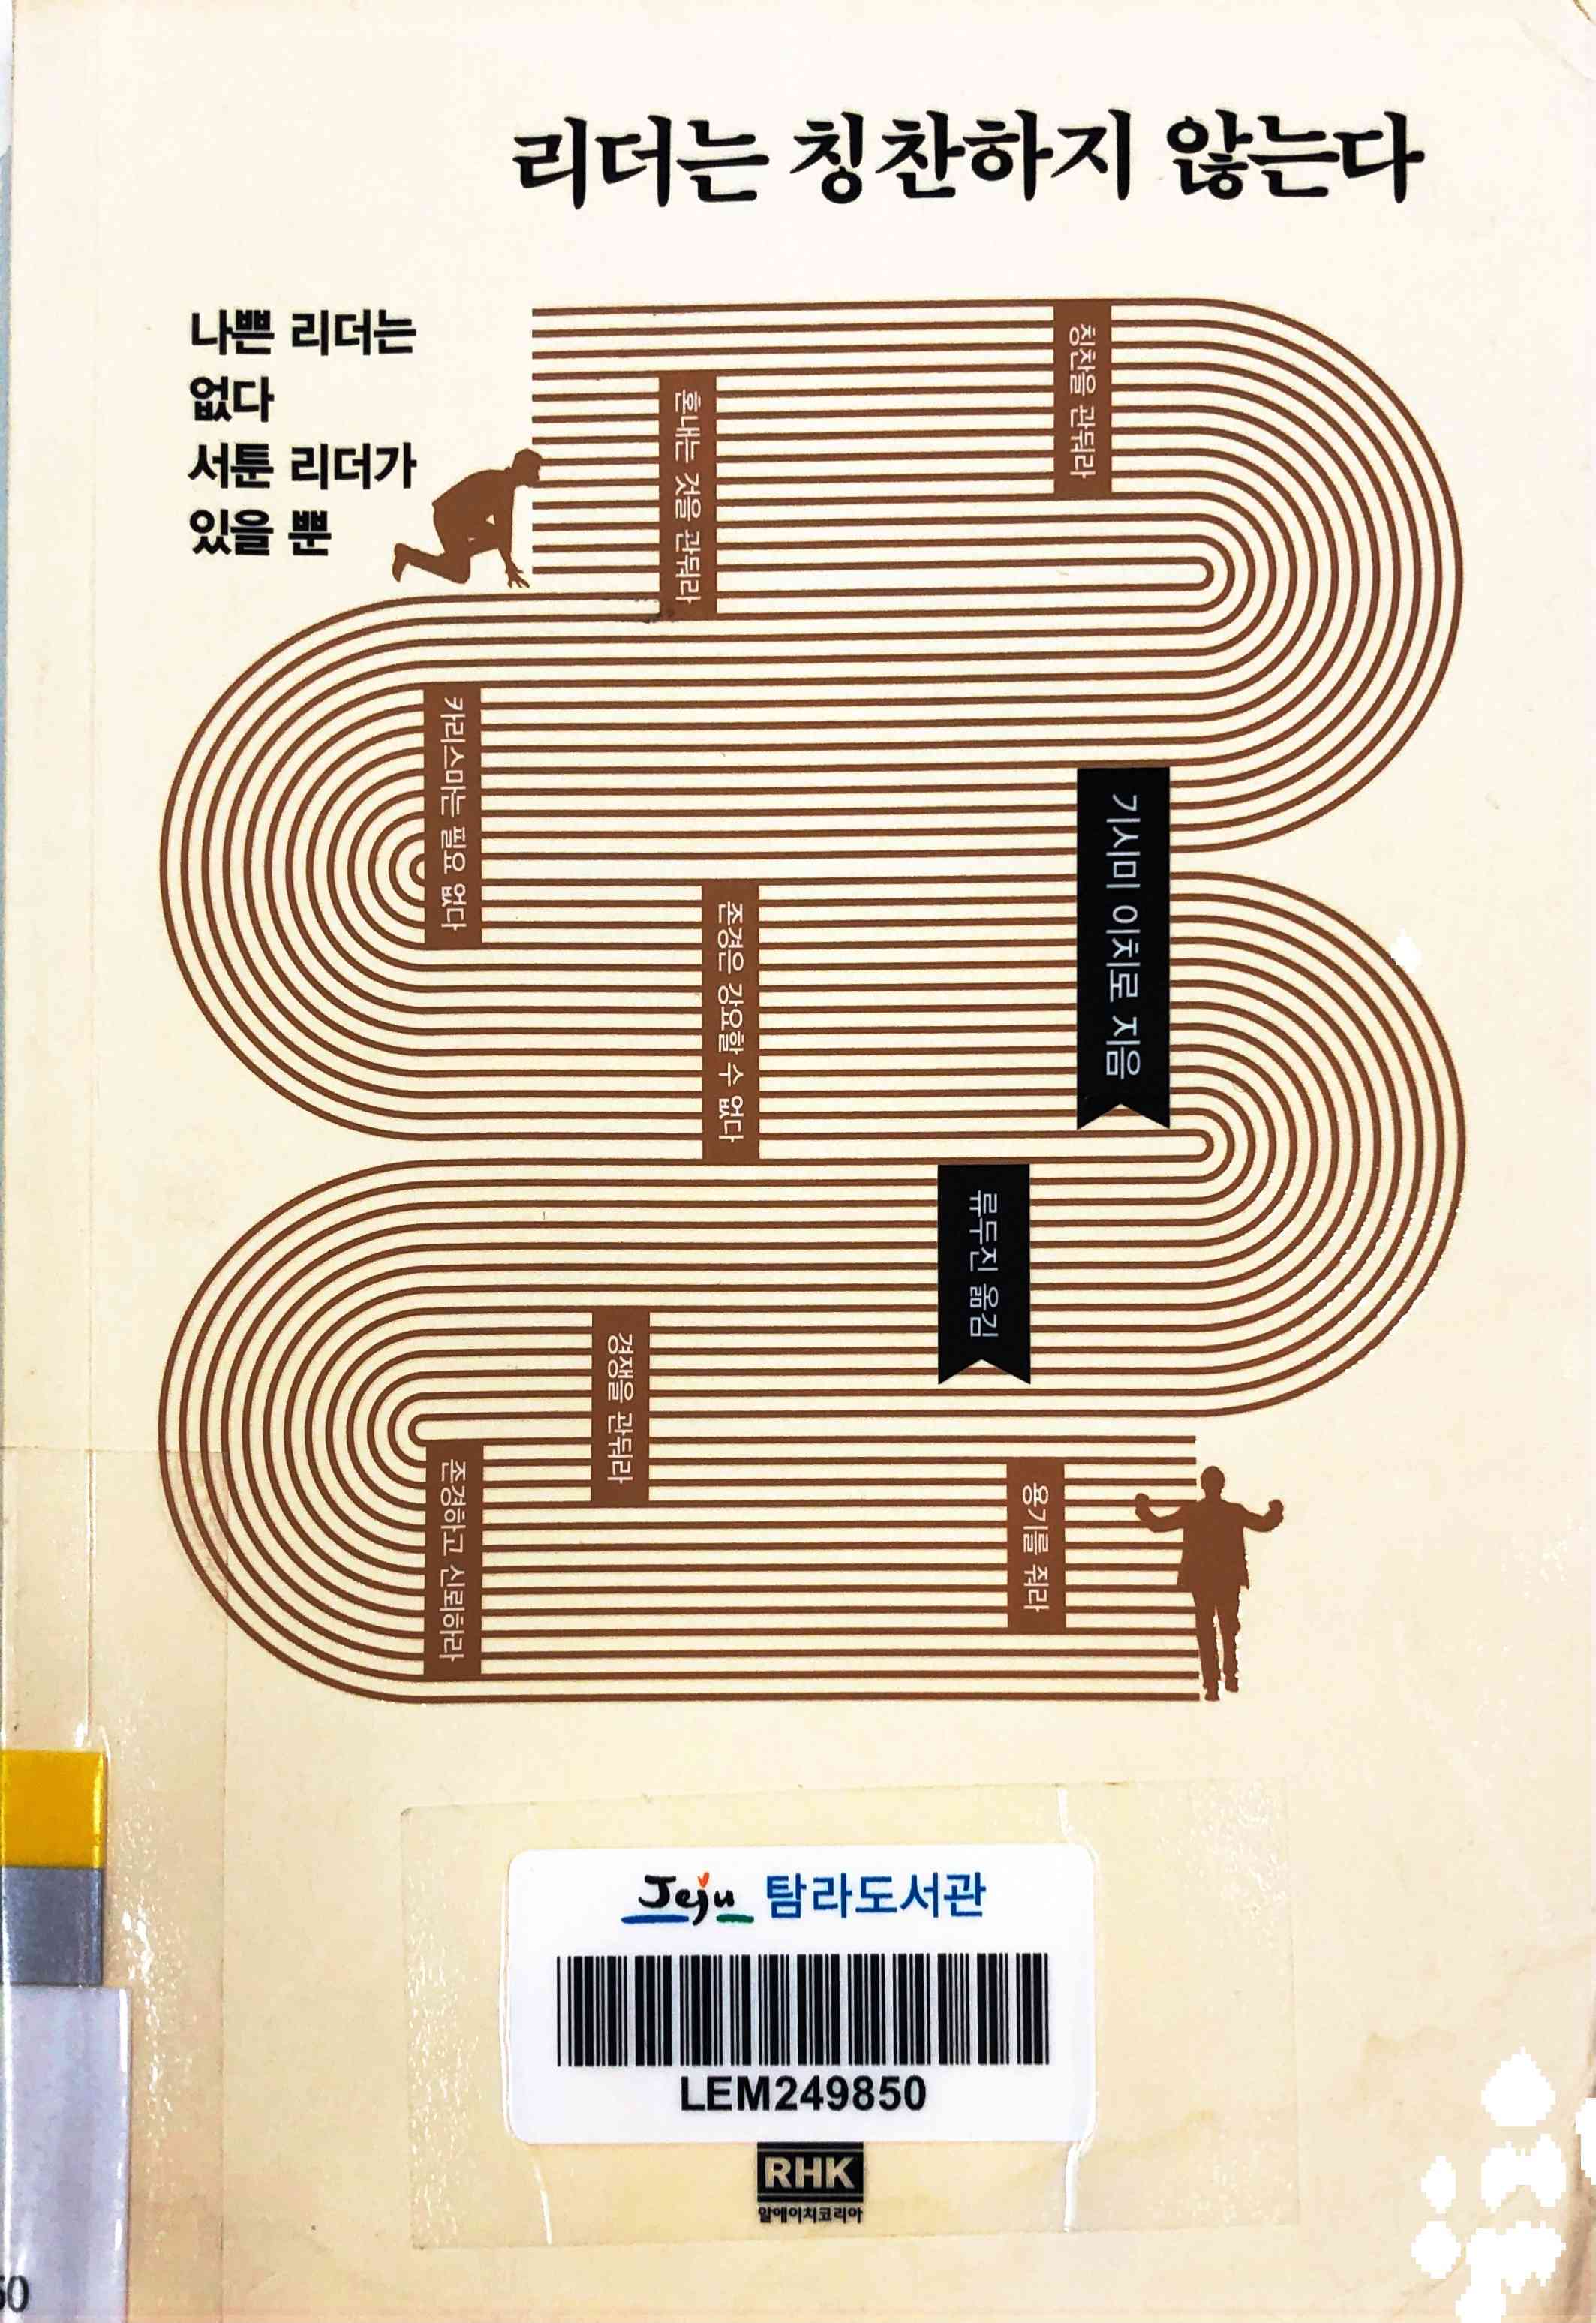 리더는 칭찬하지 않는다
나쁜 리더는
없다
서툰 리더가
있을 뿐
칭찬을 관둬라
혼내는 것을 관둬라
카리스마는 필요 없다
기시미 이치로 지음
존경은 강요할 수 없다
류두진 옮김
경쟁을 관둬라
존경하고 신뢰하라
용기를 줘라
Jeju 탐라도서관
LEM249850
RHK
알에이치코리아
50